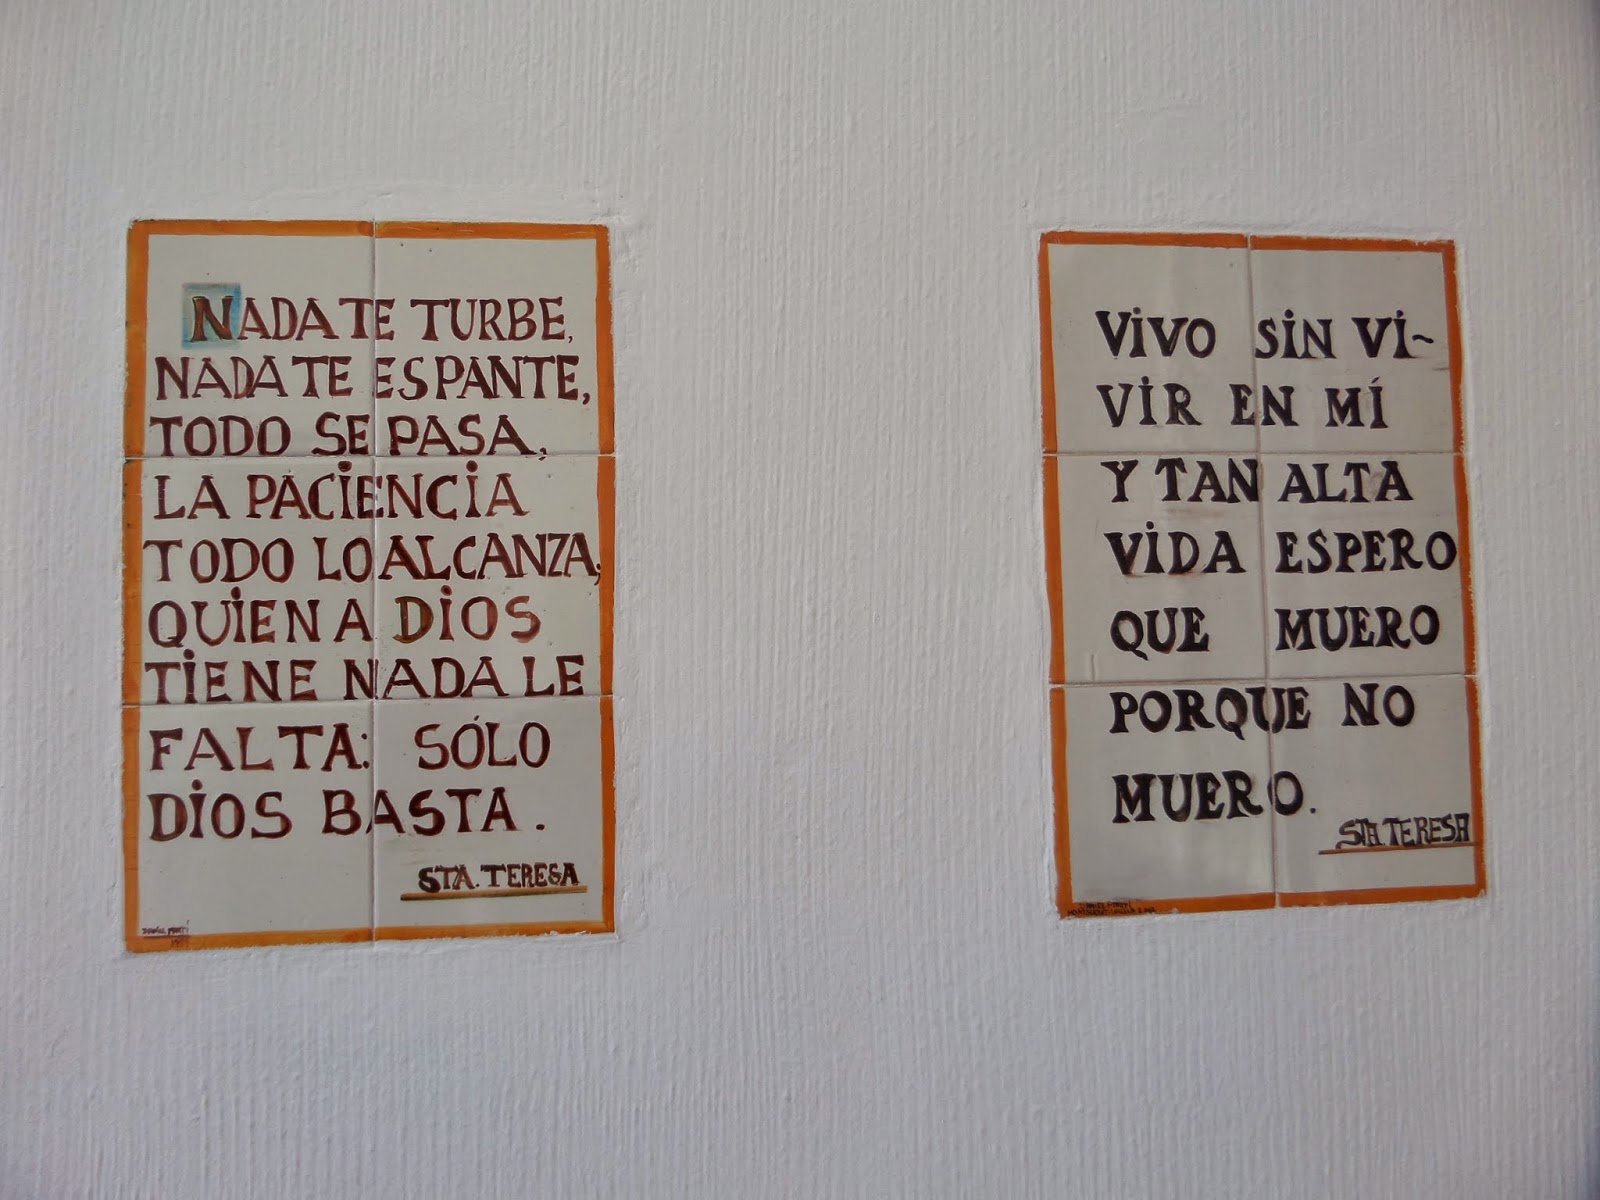 NADA TE TURBE,
NADA TE ESPANTE,
TODO SE PASA,
LA PACIENCIA
TODO LO ALCANZA,
QUIEN A DIOS
TIENE NADA LE
FALTA: SÓLO
DIOS BASTA.
STA. TERESA
VIVO SIN VI-
VIR EN MÍ
Y TAN ALTA
VIDA ESPERO
QUE MUERO
PORQUE NO
MUERO.
STA TERESA